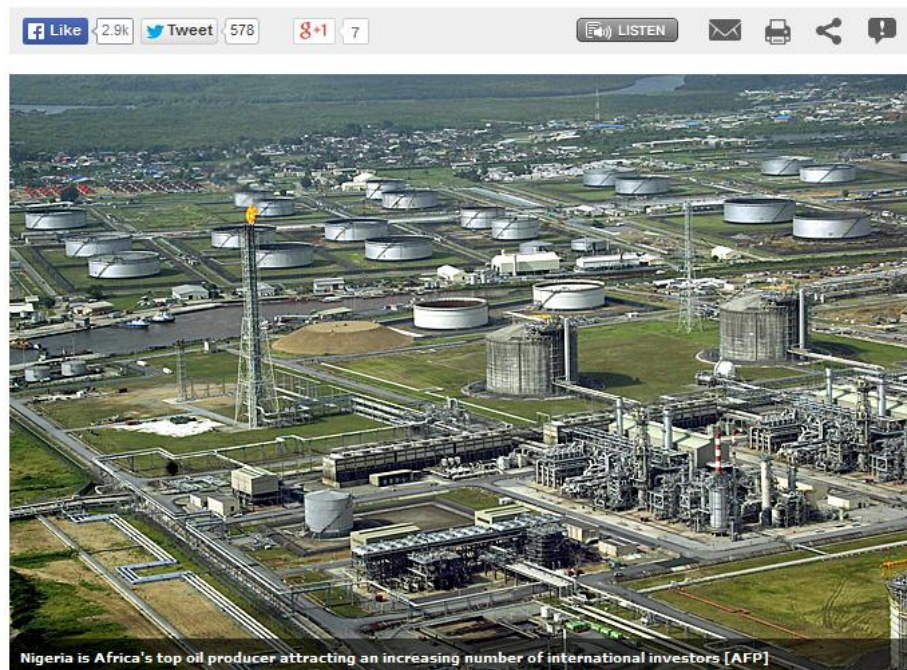 Like 2.9k Tweet 578 g+1 7 LISTEN
Nigeria is Africa's top oil producer attracting an increasing number of international investors [AFP]